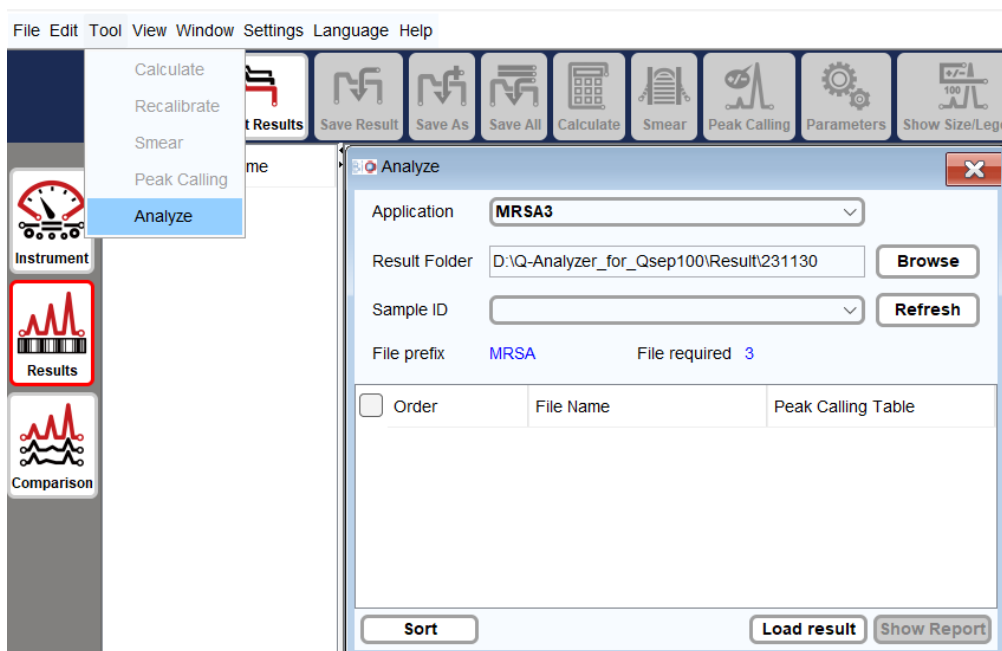 File Edit Tool View Window Settings Language Help
Calculate
Recalibrate
Smear
Peak Calling
Analyze
t Results Save Result Save As Save All Calculate Smear Peak Calling Parameters Show Size/Leg
Instrument
Results
Comparison
me
Analyze
Application MRSA3
Result Folder D:\Q-Analyzer_for_Qsep100\Result\231130 Browse
Sample ID Refresh
File prefix MRSA File required 3
Order File Name Peak Calling Table
Sort Load result Show Report